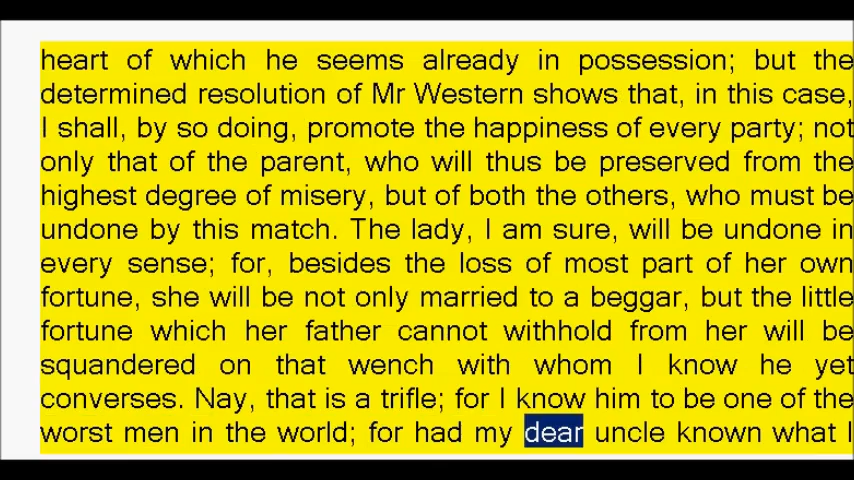 heart of which he seems already in possession; but the
determined resolution of Mr Western shows that, in this case,
I shall, by so doing, promote the happiness of every party; not
only that of the parent, who will thus be preserved from the
highest degree of misery, but of both the others, who must be
undone by this match. The lady, I am sure, will be undone in
every sense; for, besides the loss of most part of her own
fortune, she will be not only married to a beggar, but the little
fortune which her father cannot withhold from her will be
squandered on that wench with whom I know he yet
converses. Nay, that is a trifle; for I know him to be one of the
worst men in the world; for had my dear uncle known what I